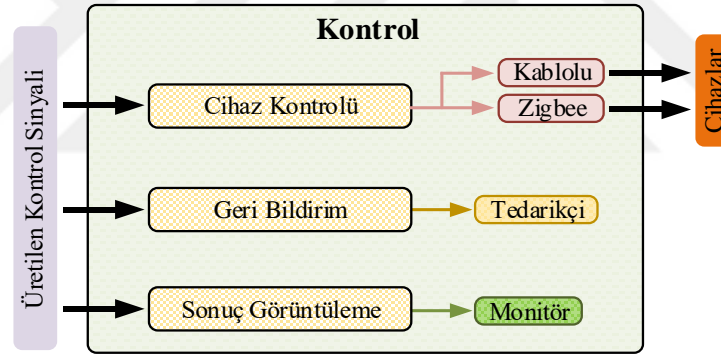 Kontrol
Üretilen Kontrol Sinyali
Cihaz Kontrolü
Kablolu
Zigbee
Cihazlar
Geri Bildirim
Tedarikçi
Sonuç Görüntüleme
Monitör